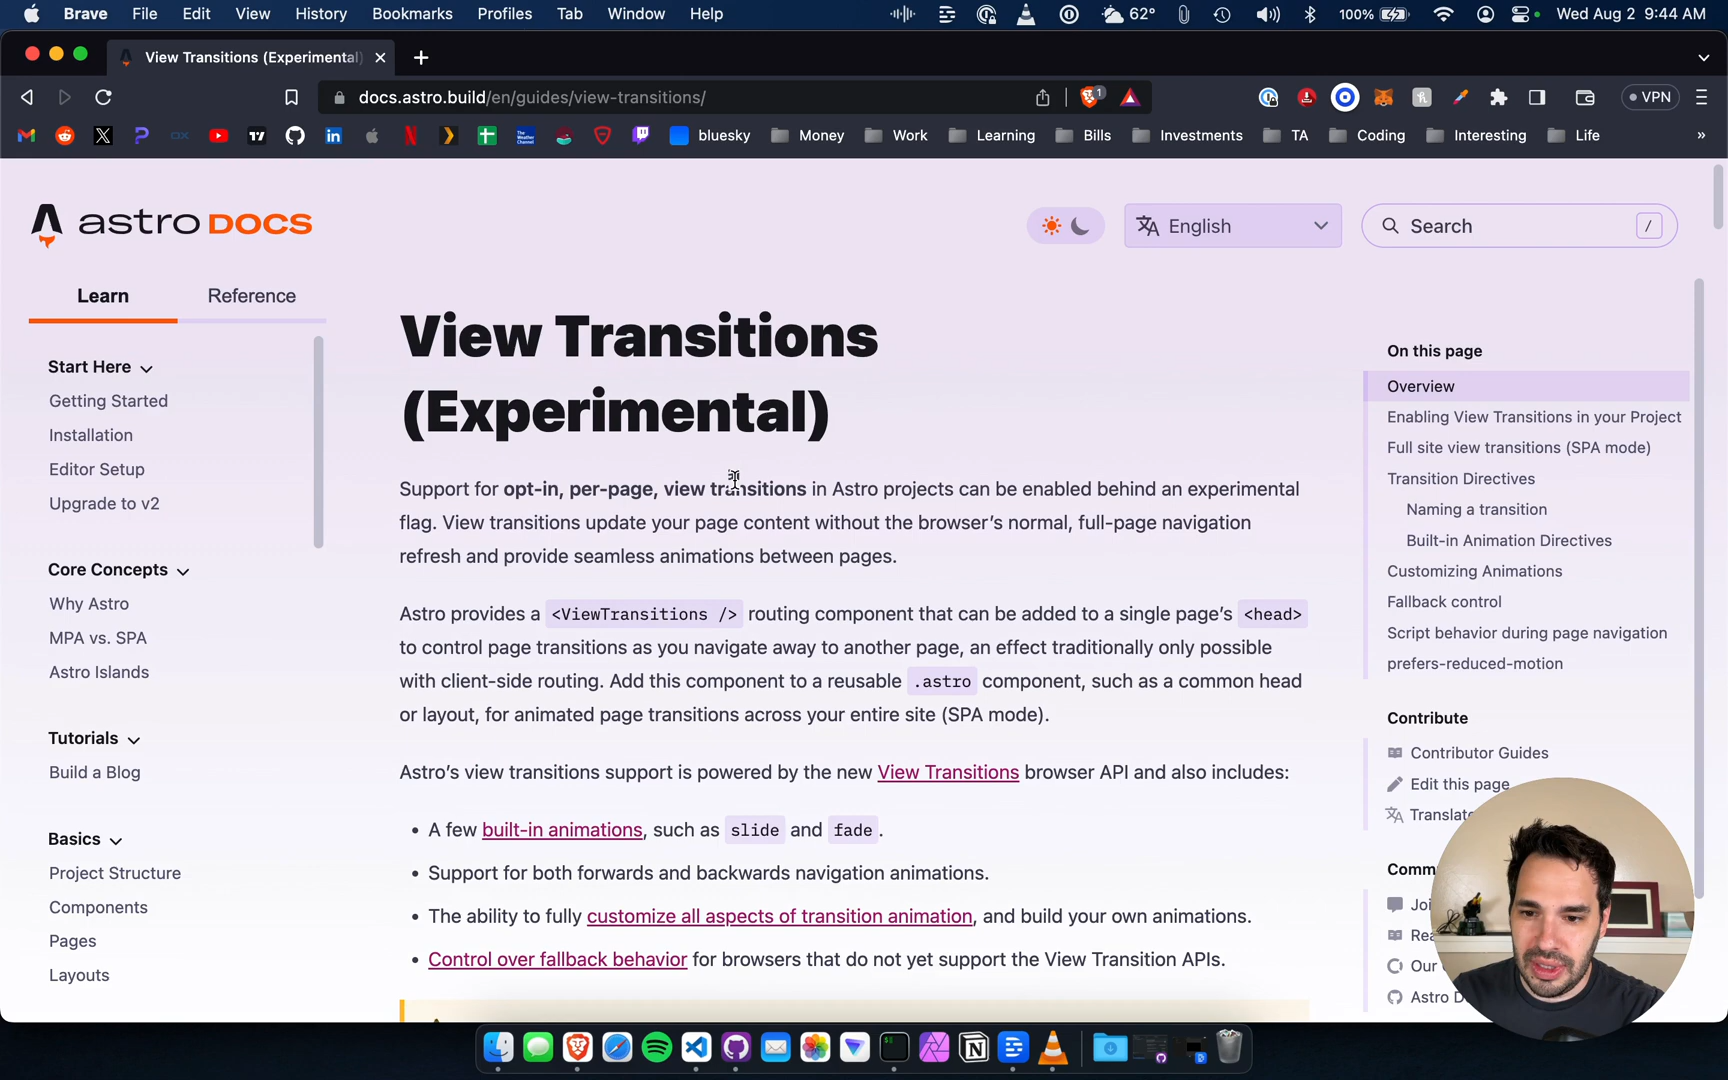 Brave File Edit View History Bookmarks Profiles Tab Window Help 62° 100% Wed Aug 2 9:44 AM
View Transitions (Experimental)
docs.astro.build/en/guides/view-transitions/ 1 VPN
bluesky Money Work Learning Bills Investments TA Coding Interesting Life »
astro DOCS
English
Search /
Learn Reference
Start Here
Getting Started
Installation
Editor Setup
Upgrade to v2
Core Concepts
Why Astro
MPA vs. SPA
Astro Islands
Tutorials
Build a Blog
Basics
Project Structure
Components
Pages
Layouts
View Transitions
(Experimental)
Support for opt-in, per-page, view transitions in Astro projects can be enabled behind an experimental
flag. View transitions update your page content without the browser’s normal, full-page navigation
refresh and provide seamless animations between pages.
Astro provides a <ViewTransitions /> routing component that can be added to a single page’s <head>
to control page transitions as you navigate away to another page, an effect traditionally only possible
with client-side routing. Add this component to a reusable .astro component, such as a common head
or layout, for animated page transitions across your entire site (SPA mode).
Astro’s view transitions support is powered by the new View Transitions browser API and also includes:
• A few built-in animations, such as slide and fade.
• Support for both forwards and backwards navigation animations.
• The ability to fully customize all aspects of transition animation, and build your own animations.
• Control over fallback behavior for browsers that do not yet support the View Transition APIs.
On this page
Overview
Enabling View Transitions in your Project
Full site view transitions (SPA mode)
Transition Directives
Naming a transition
Built-in Animation Directives
Customizing Animations
Fallback control
Script behavior during page navigation
prefers-reduced-motion
Contribute
Contributor Guides
Edit this page
Translat
Comm
Joi
Rea
Our
Astro D